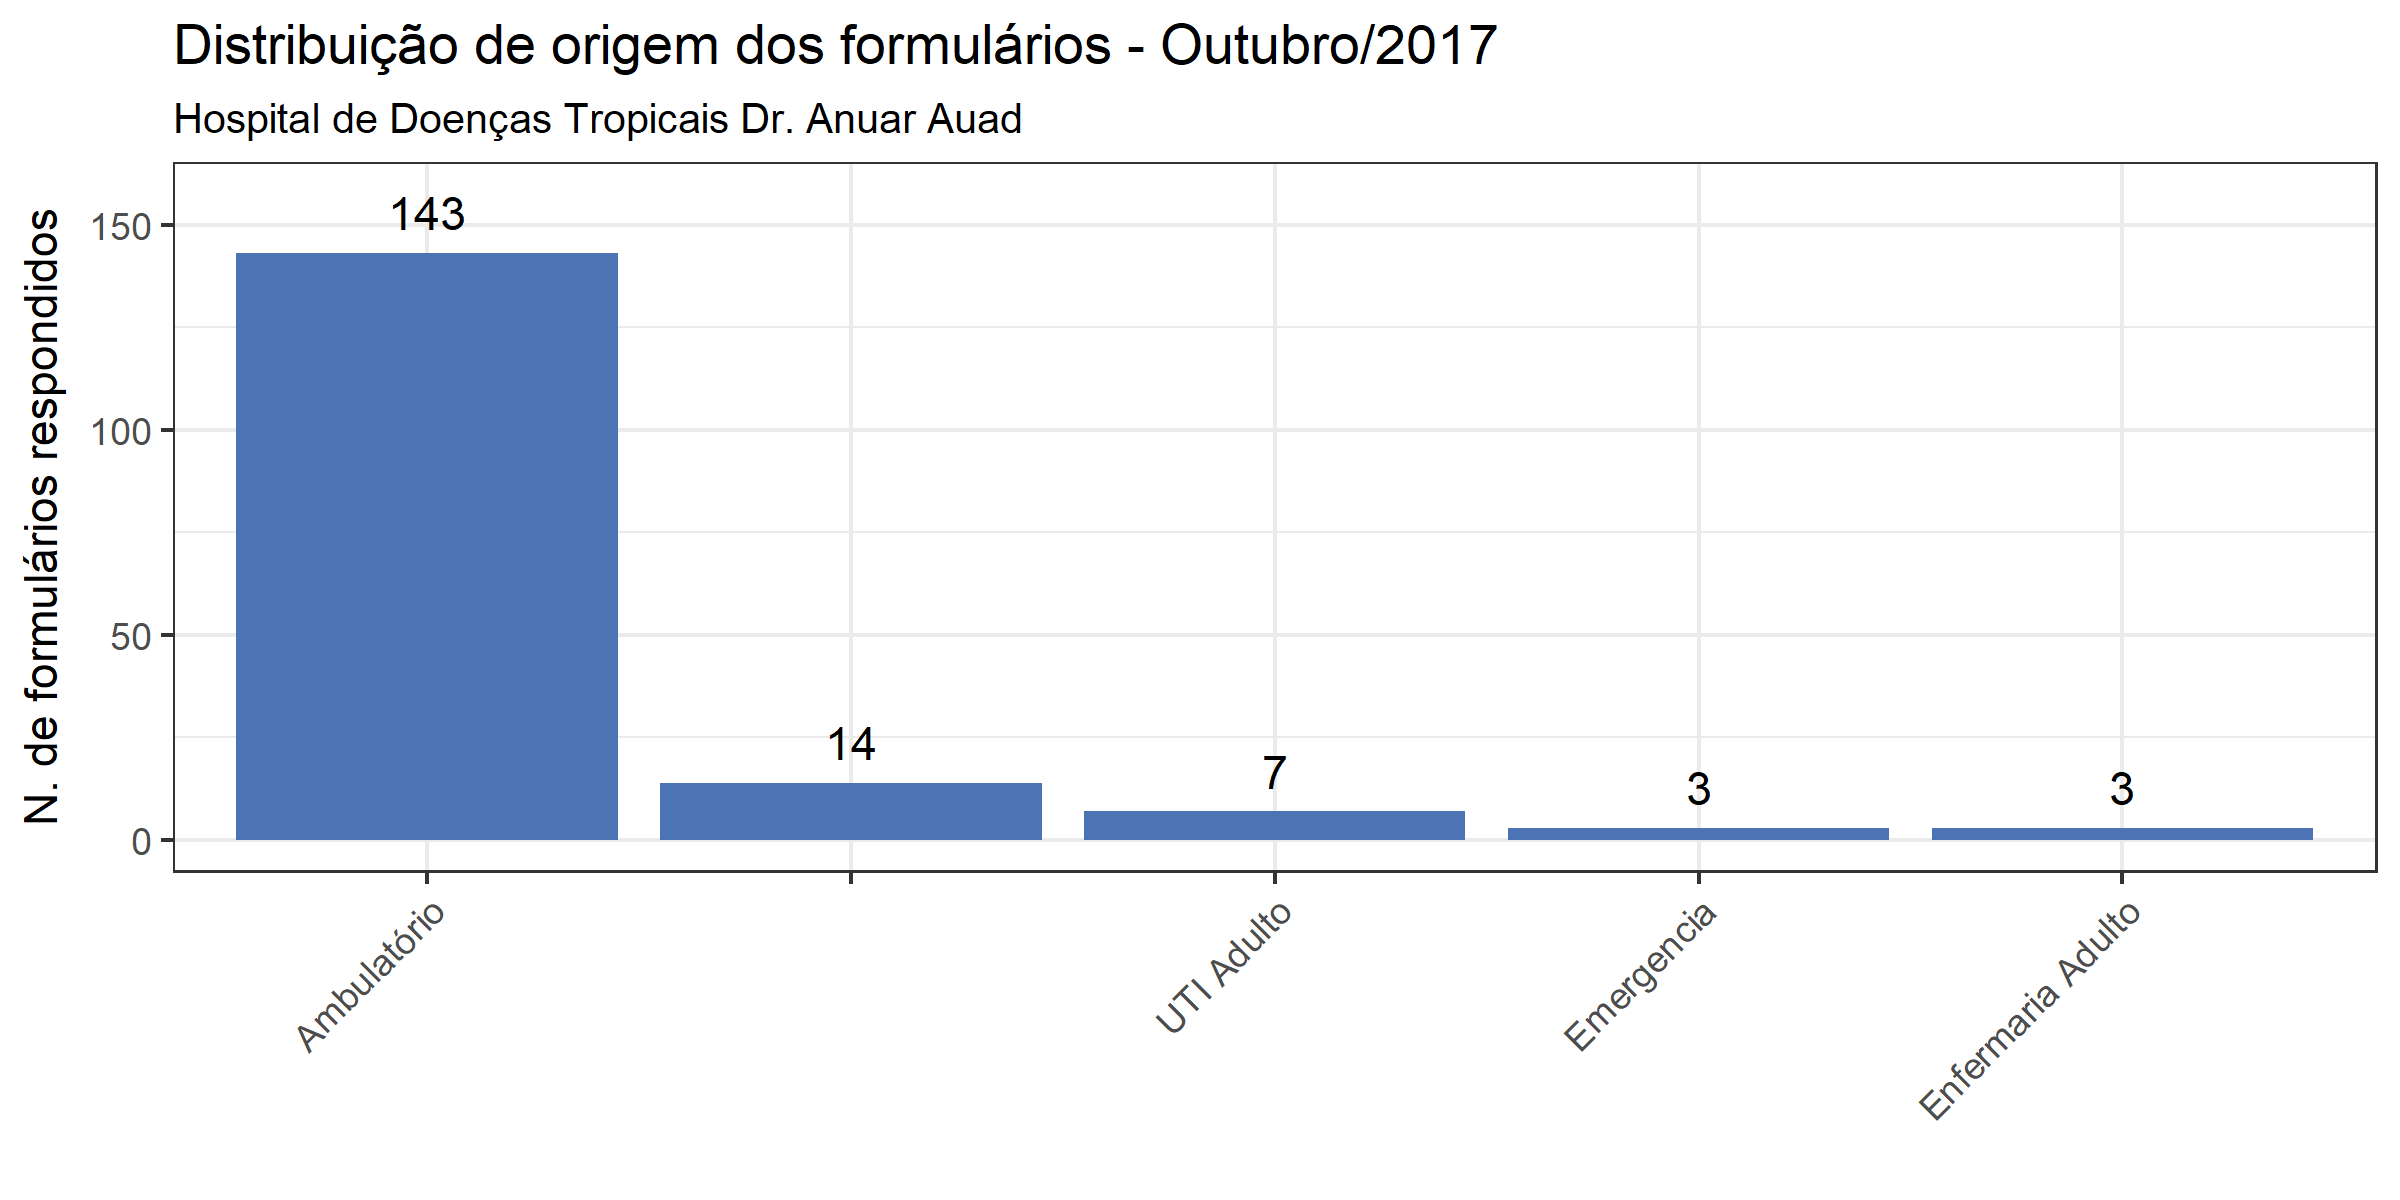 Distribuição de origem dos formulários - Outubro/2017
Hospital de Doenças Tropicais Dr. Anuar Auad
N. de formulários respondidos
150
100
50
0
143
14
7
3
3
Ambulatório
UTI Adulto
Emergencia
Enfermaria Adulto